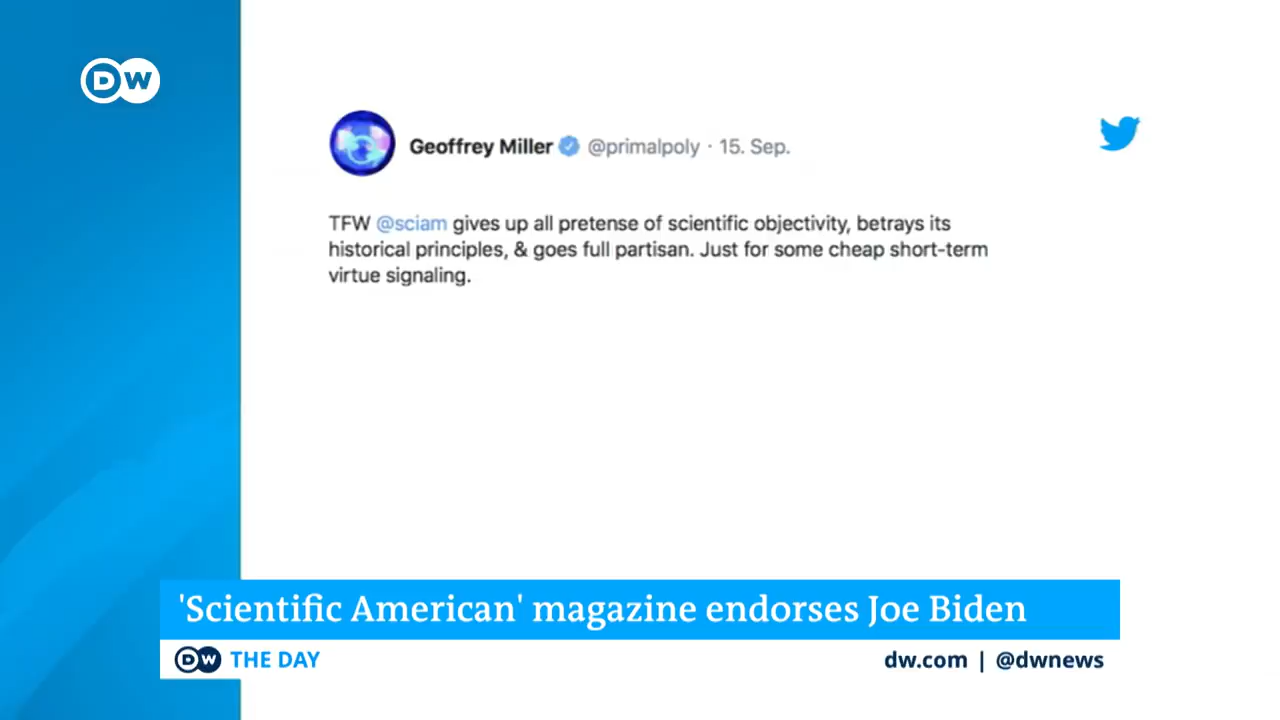 DW
Geoffrey Miller @primalpoly · 15. Sep.
TFW @sciam gives up all pretense of scientific objectivity, betrays its
historical principles, & goes full partisan. Just for some cheap short-term
virtue signaling.
'Scientific American' magazine endorses Joe Biden
DW THE DAY
dw.com | @dwnews